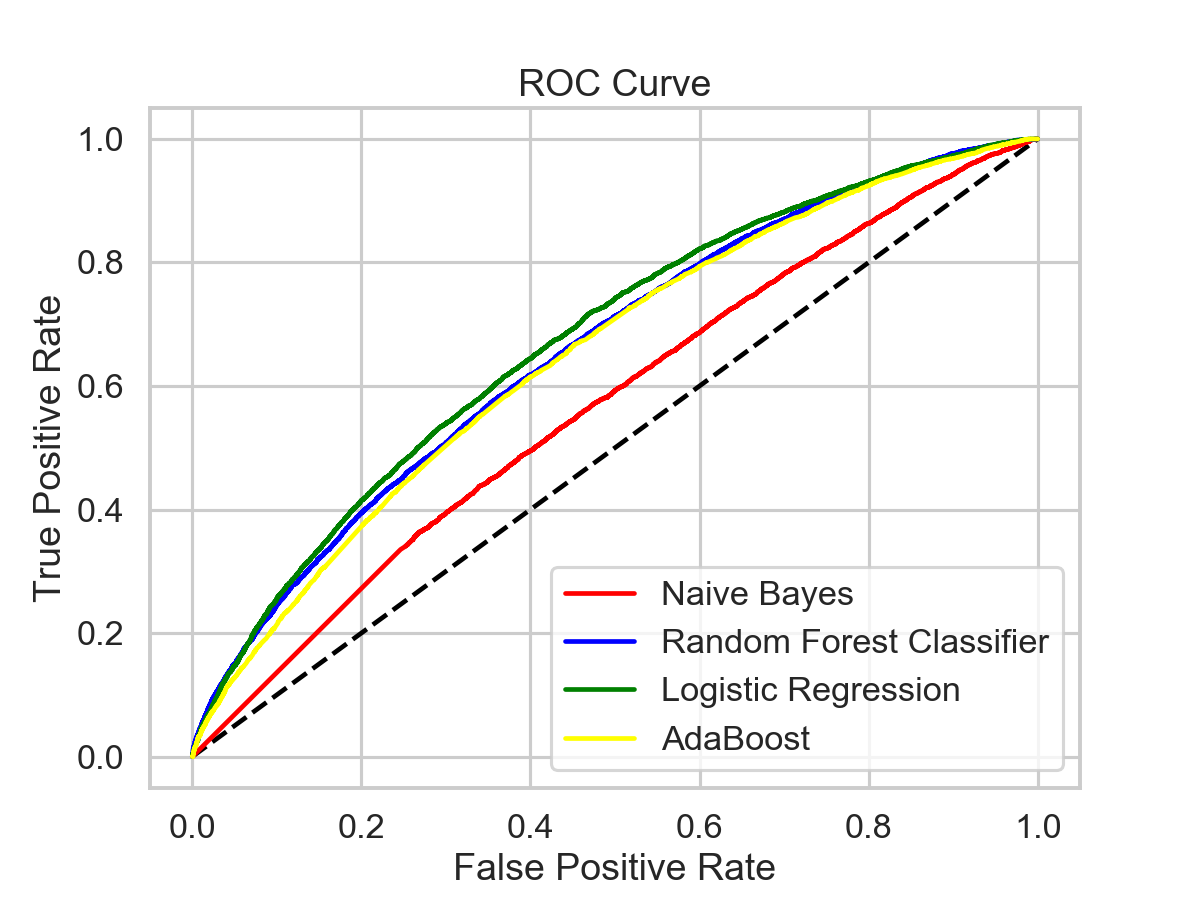 ROC Curve
True Positive Rate
1.0
0.8
0.6
0.4
0.2
0.0
Naive Bayes
Random Forest Classifier
Logistic Regression
AdaBoost
0.0 0.2 0.4 0.6 0.8 1.0
False Positive Rate